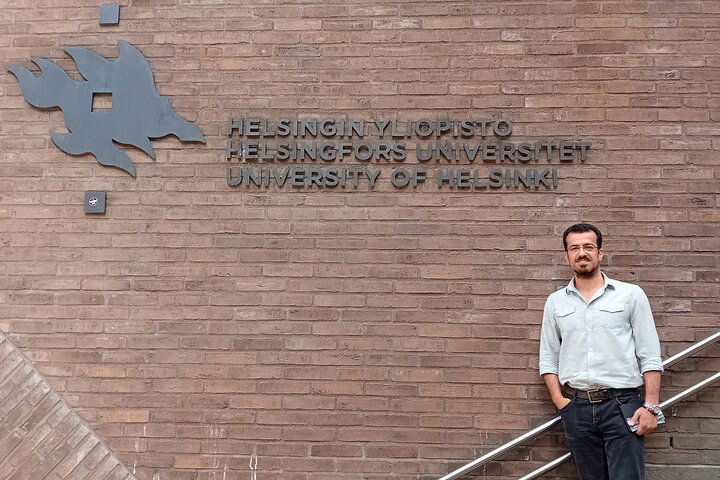 HELSINGIN YLIOPISTO
HELSINGFORS UNIVERSITET
UNIVERSITY OF HELSINKI